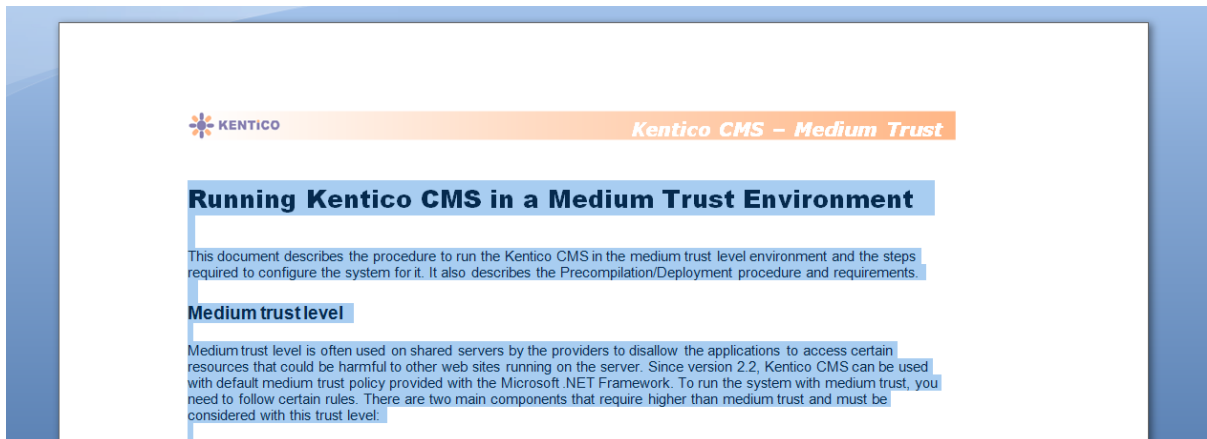 KENTICO
Kentico CMS – Medium Trust
Running Kentico CMS in a Medium Trust Environment
This document describes the procedure to run the Kentico CMS in the medium trust level environment and the steps
required to configure the system for it. It also describes the Precompilation/Deployment procedure and requirements.
Medium trust level
Medium trust level is often used on shared servers by the providers to disallow the applications to access certain
resources that could be harmful to other web sites running on the server. Since version 2.2, Kentico CMS can be used
with default medium trust policy provided with the Microsoft .NET Framework. To run the system with medium trust, you
need to follow certain rules. There are two main components that require higher than medium trust and must be
considered with this trust level: